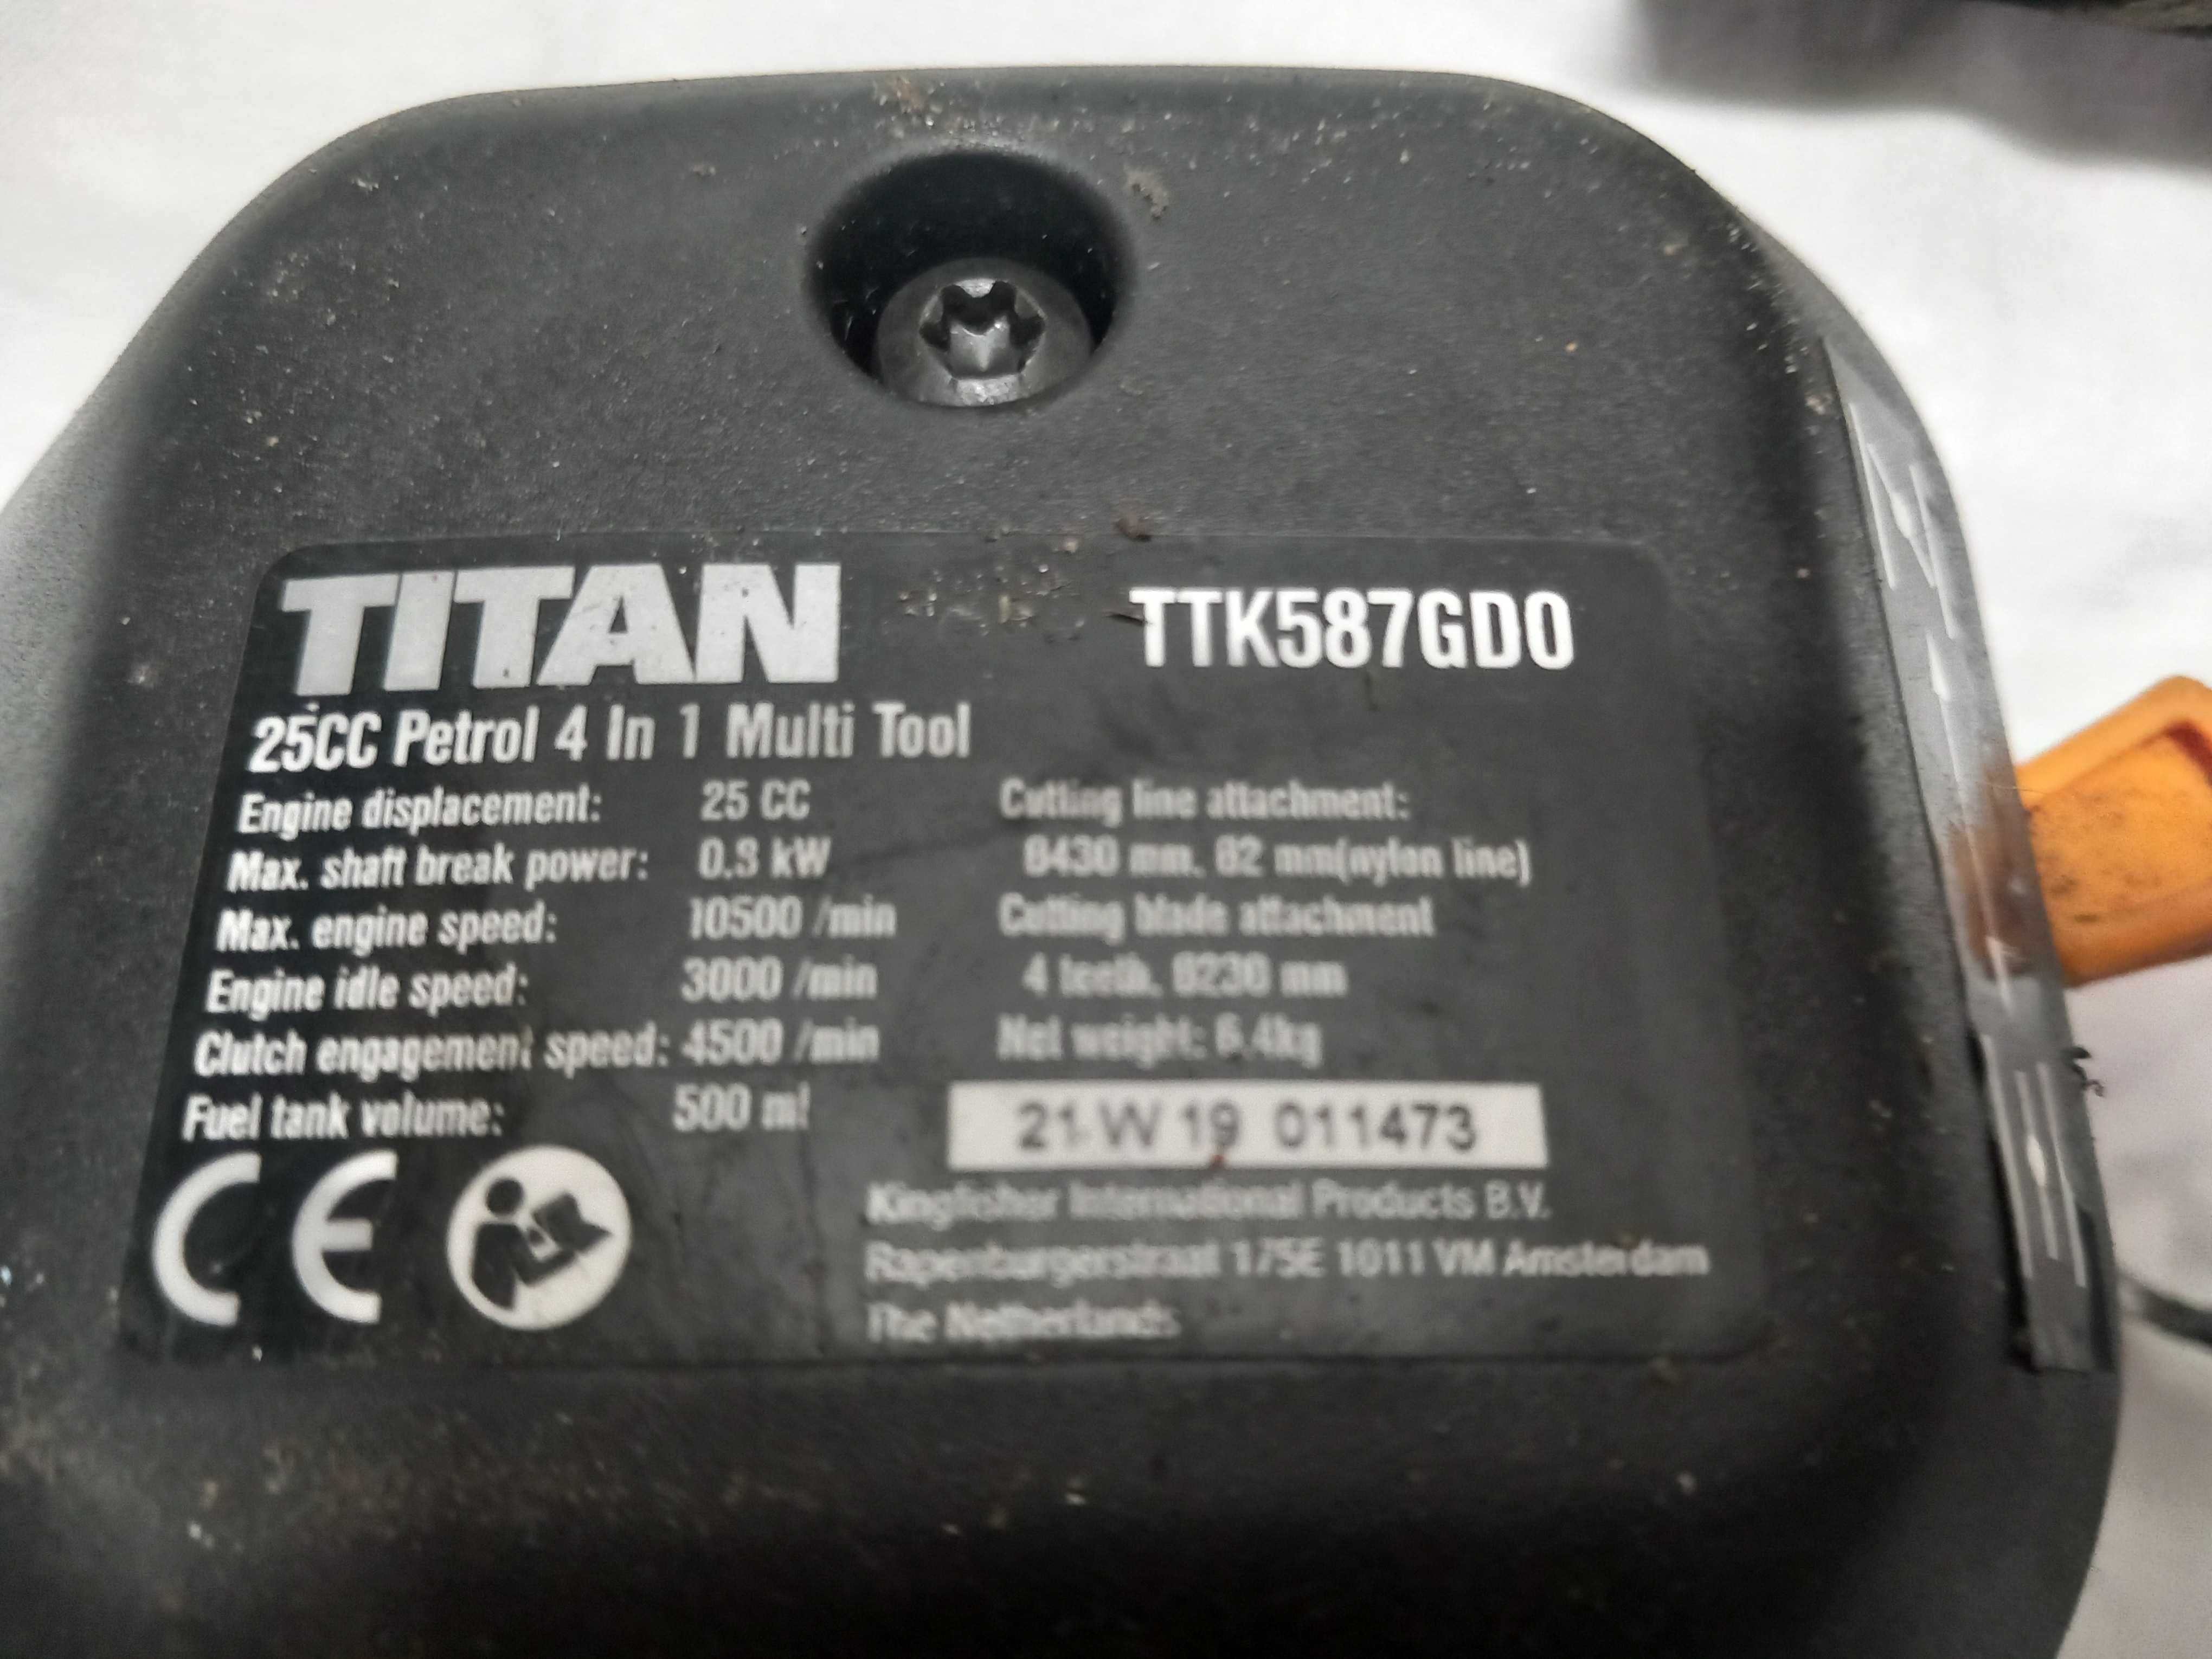 TITAN
TTK587GDO
25CC Petrol 4 In 1 Multi Tool
Engine displacement: 25 CC
Max. shaft break power: 0.8 kW
Max. engine speed: 10500 /min
Engine idle speed: 3000 /min
Clutch engagement speed: 4500 /min
Fuel tank volume: 500 ml
Cutting line attachment:
Ø430 mm. Ø2 mm(nylon line)
Cutting blade attachment
4 teeth. Ø230 mm
Net weight: 6.4kg
21 W 19 011473
CE
Kingfisher International Products B.V.
Rapenburgerstraat 175E 1011 VM Amsterdam
The Netherlands